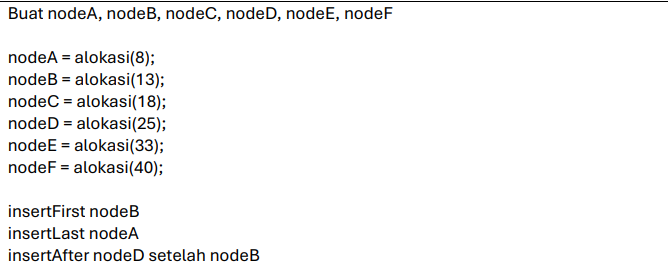 Buat nodeA, nodeB, nodeC, nodeD, nodeE, nodeF
nodeA = alokasi(8);
nodeB = alokasi(13);
nodeC = alokasi(18);
nodeD = alokasi(25);
nodeE = alokasi(33);
nodeF = alokasi(40);
insertFirst nodeB
insertLast nodeA
insertAfter nodeD setelah nodeB